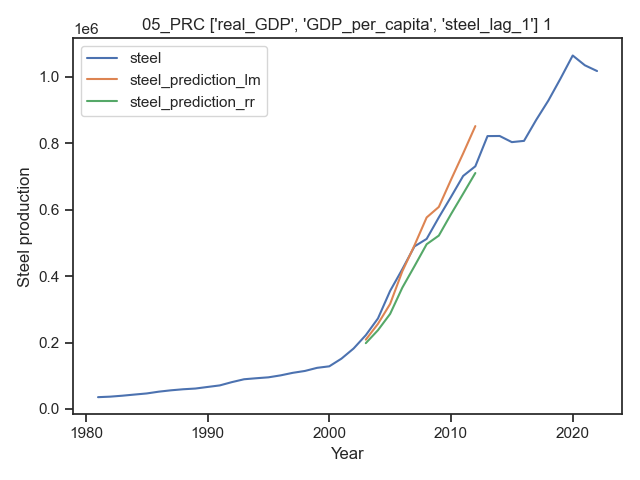 05_PRC ['real_GDP', 'GDP_per_capita', 'steel_lag_1'] 1
1e6
steel
steel_prediction_lm
steel_prediction_rr
1.0
0.8
0.6
0.4
0.2
0.0
Steel production
1980
1990
2000
2010
2020
Year